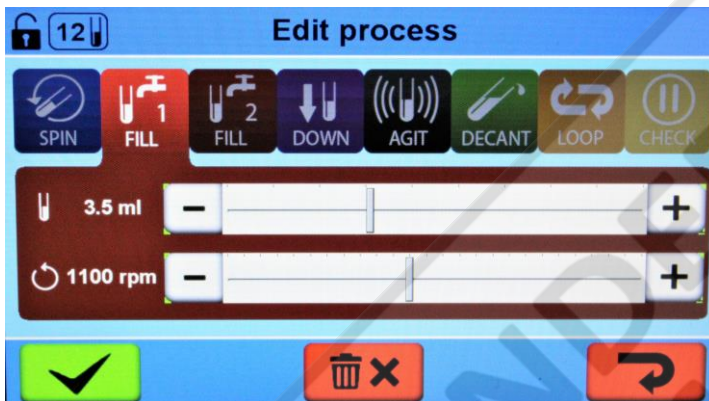 12
Edit process
SPIN
1
FILL
2
FILL
DOWN
AGIT
DECANT
LOOP
CHECK
3.5 ml
1100 rpm